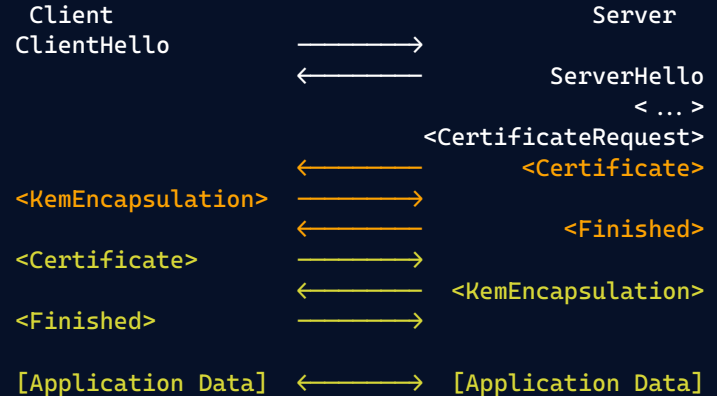 Client Server
ClientHello ────────>
<──────── ServerHello
< ... >
<CertificateRequest>
<──────── <Certificate>
<KemEncapsulation> ────────>
<──────── <Finished>
<Certificate> ────────>
<──────── <KemEncapsulation>
<Finished> ────────>
[Application Data] <────────> [Application Data]